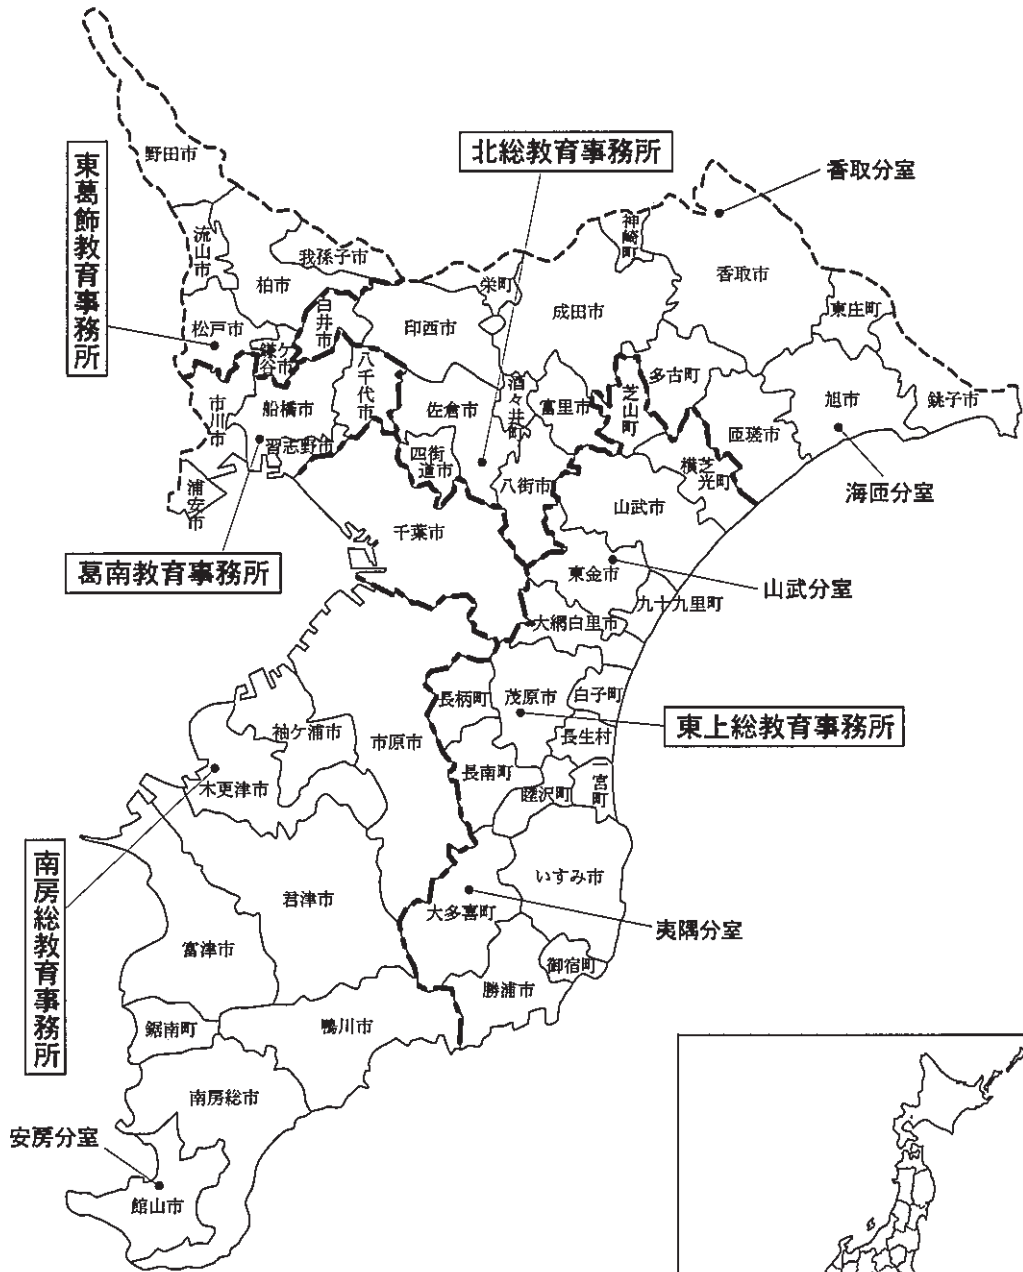 野田市
北総教育事務所
東葛飾教育事務所
香取分室
流山市
我孫子市
神崎町
柏市
栄町
香取市
成田市
東庄町
白井市
印西市
松戸市
鎌ケ谷市
八千代市
多古町
酒々井町
富里市
芝山町
市川市
船橋市
佐倉市
旭市
銚子市
匝瑳市
習志野市
四街道市
横芝光町
八街市
浦安市
海匝分室
山武市
千葉市
葛南教育事務所
東金市
山武分室
九十九里町
大網白里市
長柄町
茂原市
白子町
東上総教育事務所
袖ケ浦市
市原市
長生村
長南町
木更津市
睦沢町
一宮町
南房総教育事務所
いすみ市
君津市
大多喜町
夷隅分室
富津市
御宿町
勝浦市
鋸南町
鴨川市
南房総市
安房分室
館山市